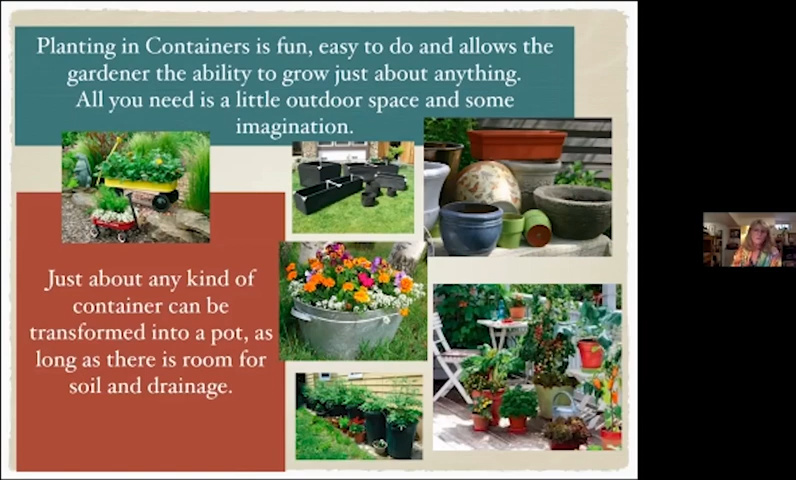 Planting in Containers is fun, easy to do and allows the
gardener the ability to grow just about anything.
All you need is a little outdoor space and some
imagination.
Just about any kind of
container can be
transformed into a pot, as
long as there is room for
soil and drainage.